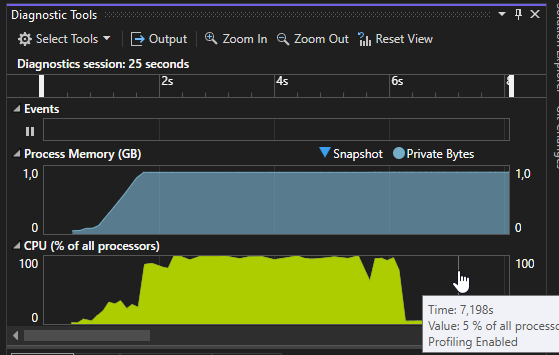 Diagnostic Tools
Select Tools Output Zoom In Zoom Out Reset View
Diagnostics session: 25 seconds
2s 4s 6s
Events
Process Memory (GB) Snapshot Private Bytes
1,0 1,0
0 0
CPU (% of all processors)
100 100
0
Time: 7,198s
Value: 5 % of all processo
Profiling Enabled